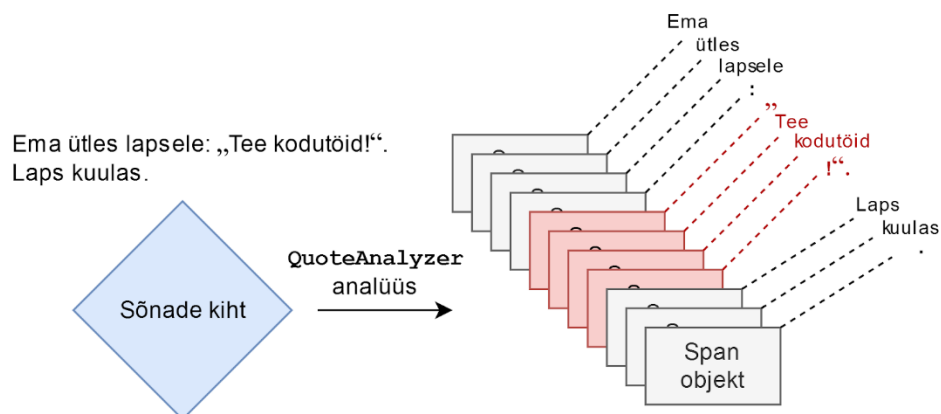 Ema
ütles
lapsele
:
”
Tee
kodutöid
!“.
Laps
kuulas
.
Ema ütles lapsele: „Tee kodutöid!“.
Laps kuulas.
Sõnade kiht
QuoteAnalyzer
analüüs
Span
objekt